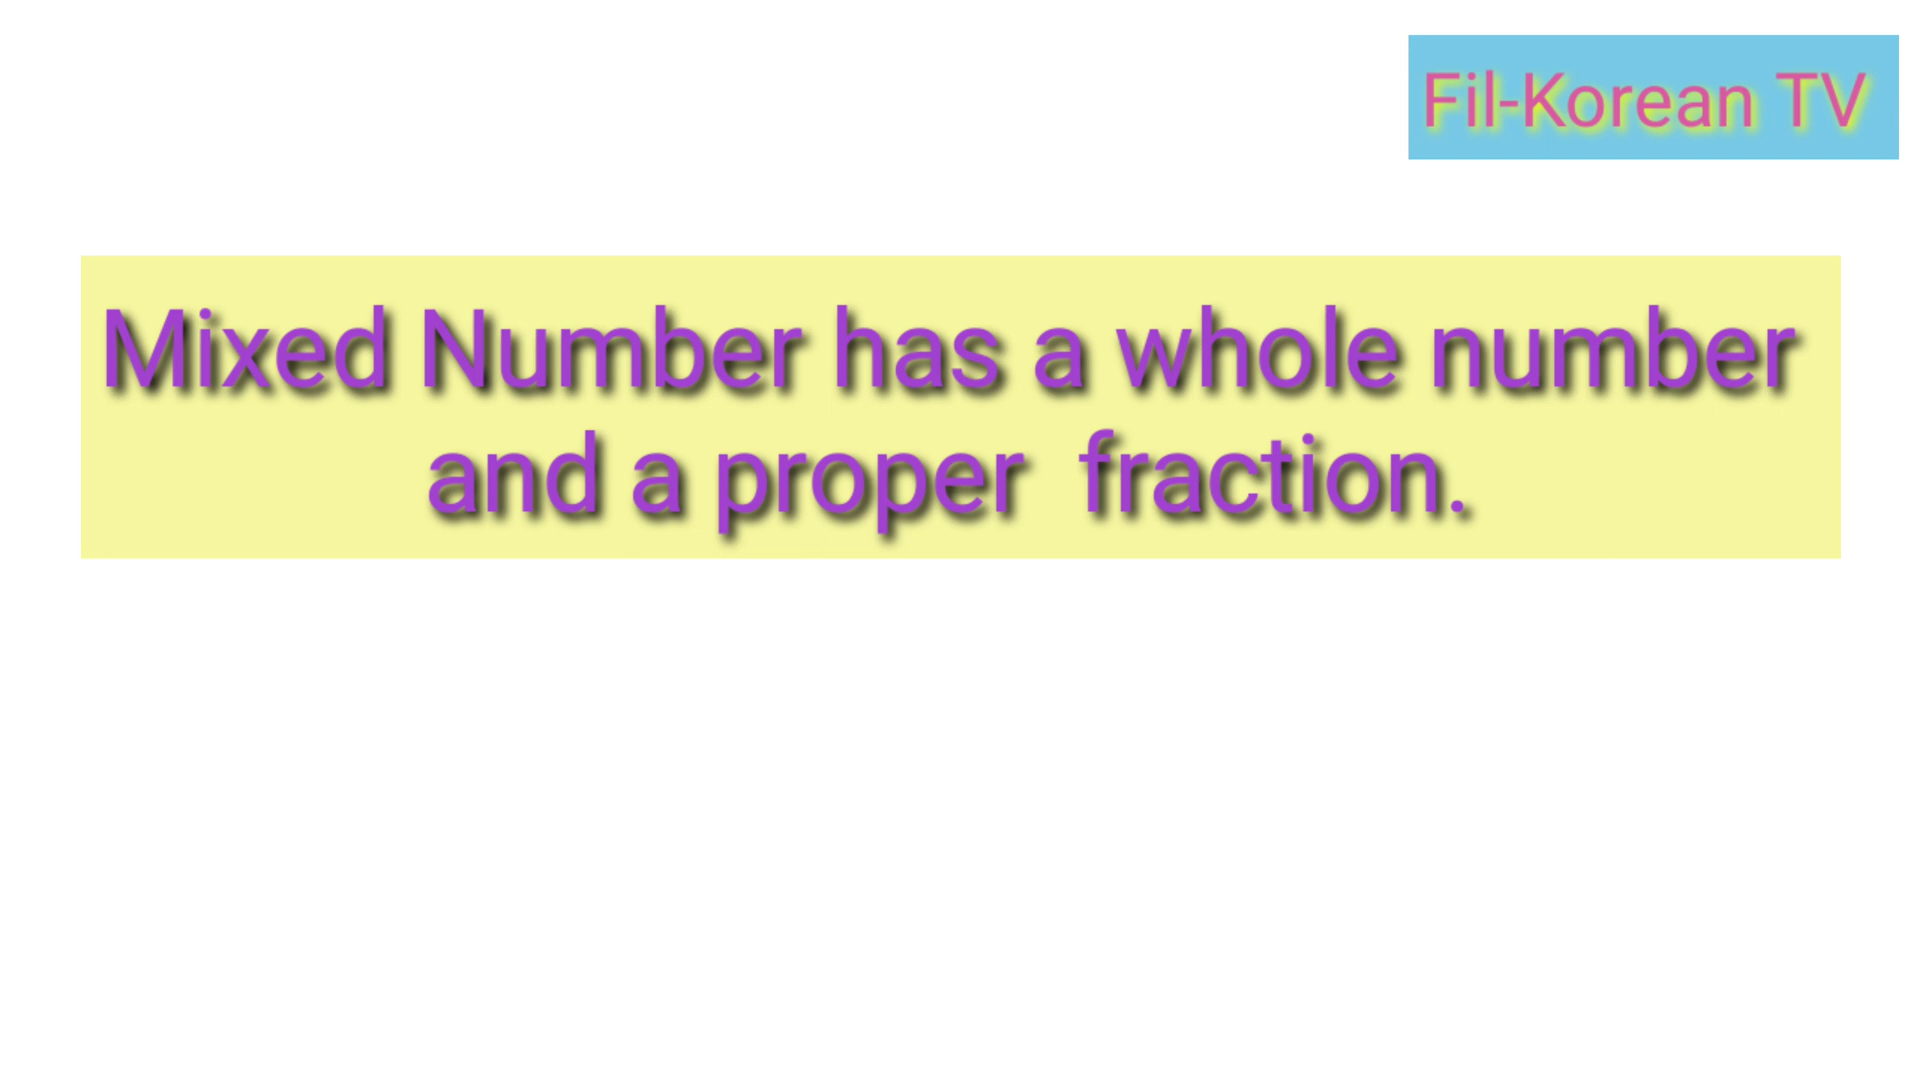 Fil-Korean TV
Mixed Number has a whole number
and a proper  fraction.